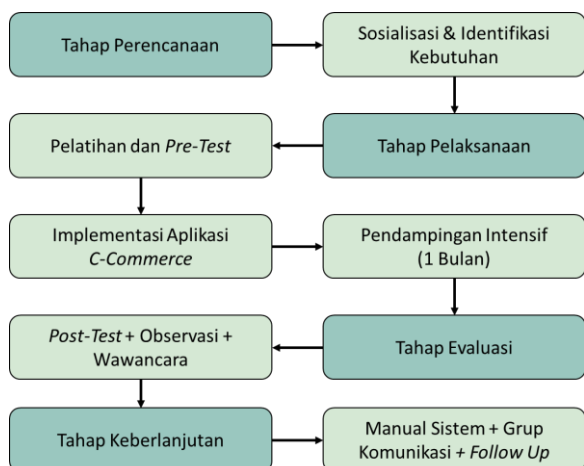 Tahap Perencanaan
Sosialisasi & Identifikasi
Kebutuhan
Tahap Pelaksanaan
Pelatihan dan Pre-Test
Implementasi Aplikasi
C-Commerce
Pendampingan Intensif
(1 Bulan)
Tahap Evaluasi
Post-Test + Observasi +
Wawancara
Tahap Keberlanjutan
Manual Sistem + Grup
Komunikasi + Follow Up